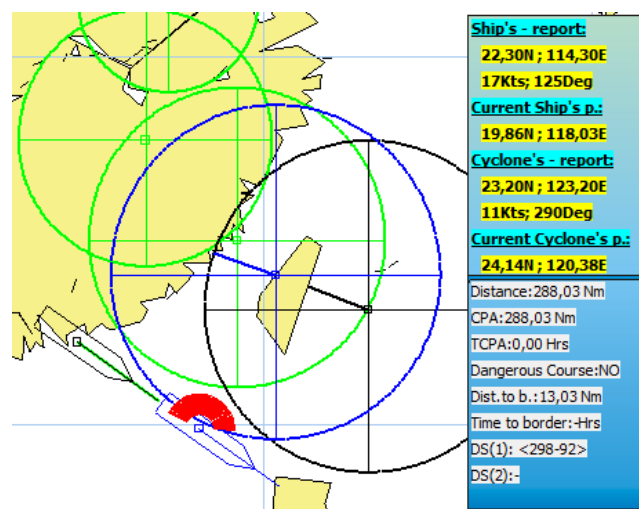 Ship's - report:
22,30N ; 114,30E
17Kts; 125Deg
Current Ship's p.:
19,86N ; 118,03E
Cyclone's - report:
23,20N ; 123,20E
11Kts; 290Deg
Current Cyclone's p.:
24,14N ; 120,38E
Distance:288,03 Nm
CPA:288,03 Nm
TCPA:0,00 Hrs
Dangerous Course:NO
Dist.to b.:13,03 Nm
Time to border:-Hrs
DS(1): <298-92>
DS(2):-